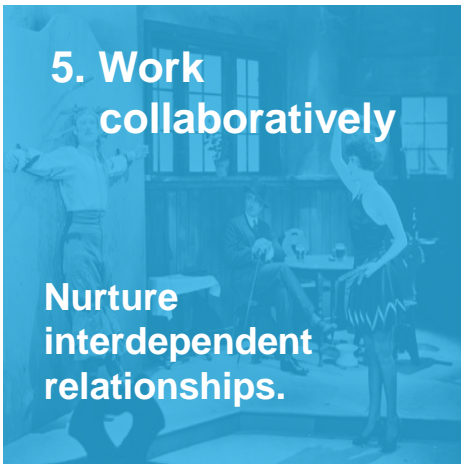 5. Work
collaboratively
Nurture
interdependent
relationships.